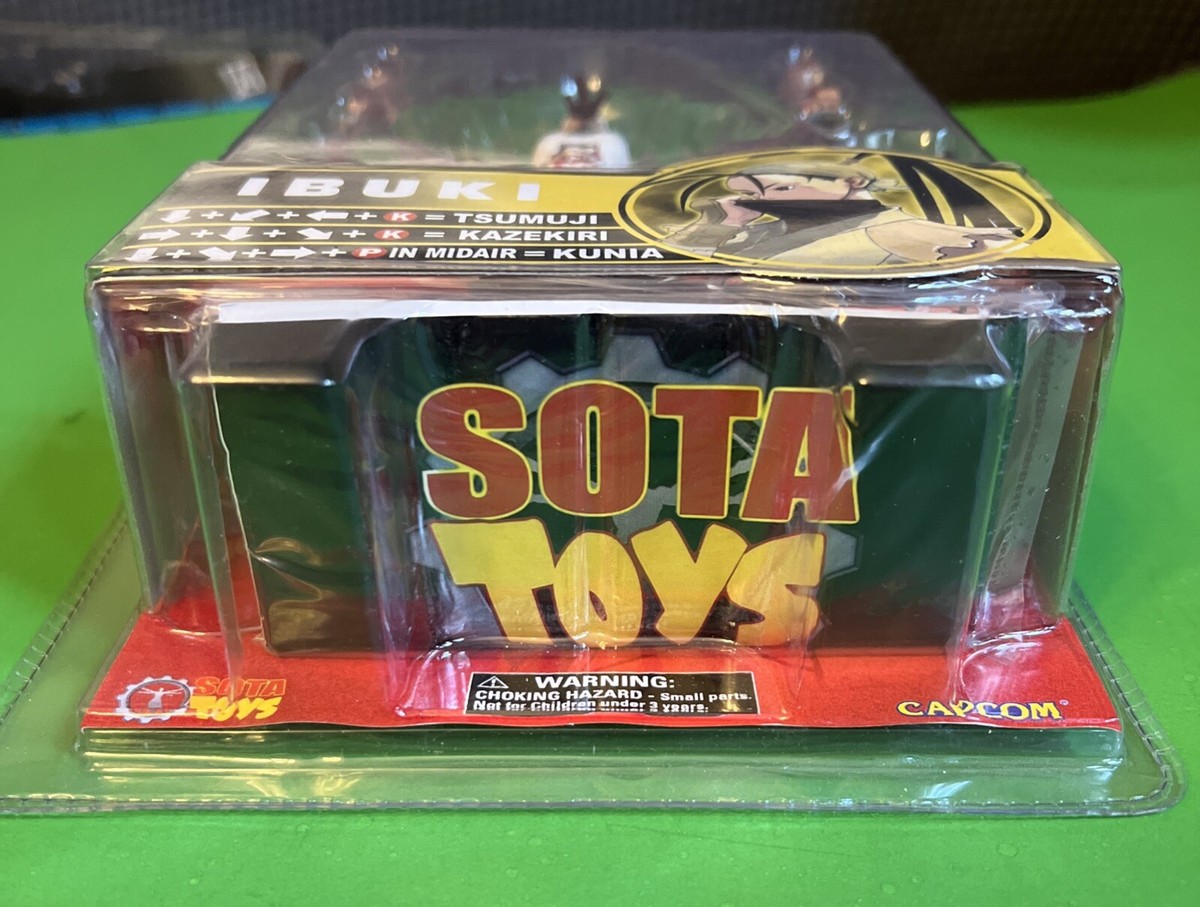 IBUKI
⬇ + ↙ + ⬅ + K = TSUMUJI
➡ + ⬇ + ↘ + K = KAZEKIRI
⬇ + ↘ + ➡ + P IN MIDAIR = KUNIA
SOTA
TOYS
SOTA
TOYS
WARNING:
CHOKING HAZARD - Small parts.
Not for Children under 3 years.
CAPCOM®